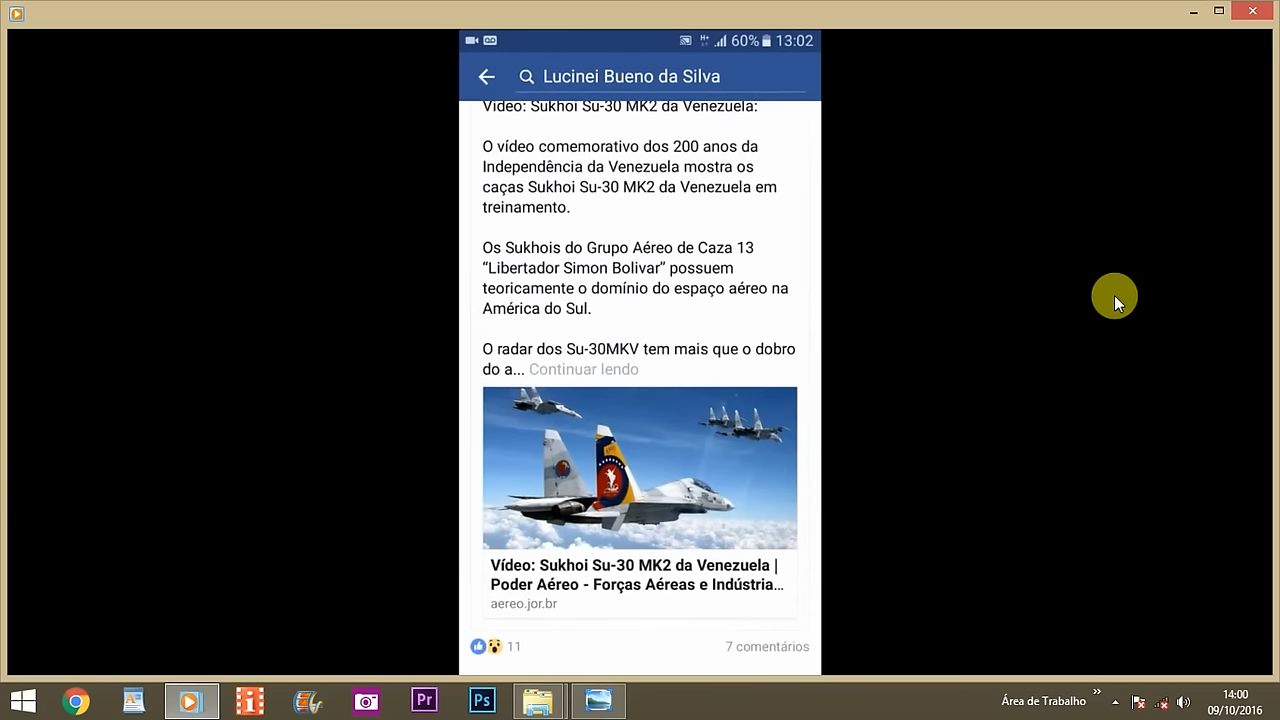 60% 13:02
Lucinei Bueno da Silva
Vídeo: Sukhoi Su-30 MK2 da Venezuela:
O vídeo comemorativo dos 200 anos da
Independência da Venezuela mostra os
caças Sukhoi Su-30 MK2 da Venezuela em
treinamento.
Os Sukhois do Grupo Aéreo de Caza 13
“Libertador Simon Bolivar” possuem
teoricamente o domínio do espaço aéreo na
América do Sul.
O radar dos Su-30MKV tem mais que o dobro
do a... Continuar lendo
Vídeo: Sukhoi Su-30 MK2 da Venezuela |
Poder Aéreo - Forças Aéreas e Indústria...
aereo.jor.br
11
7 comentários
Pr
Ps
Área de Trabalho
14:00
09/10/2016